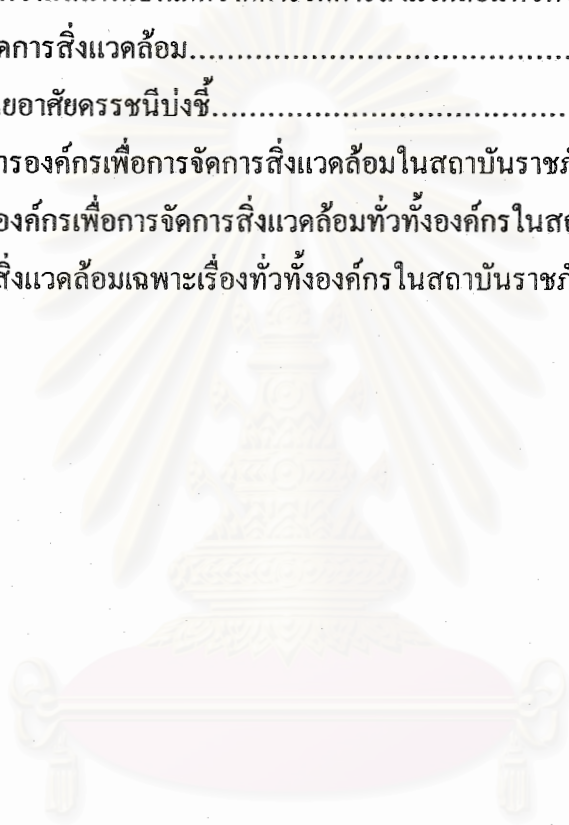 ดการสิ่งแวดล้อม......................................
ยอาศัยดรรชนีบ่งชี้...................................
ารองค์กรเพื่อการจัดการสิ่งแวดล้อมในสถาบันราชภั
องค์กรเพื่อการจัดการสิ่งแวดล้อมทั่วทั้งองค์กรในสถ
สิ่งแวดล้อมเฉพาะเรื่องทั่วทั้งองค์กรในสถาบันราชภั